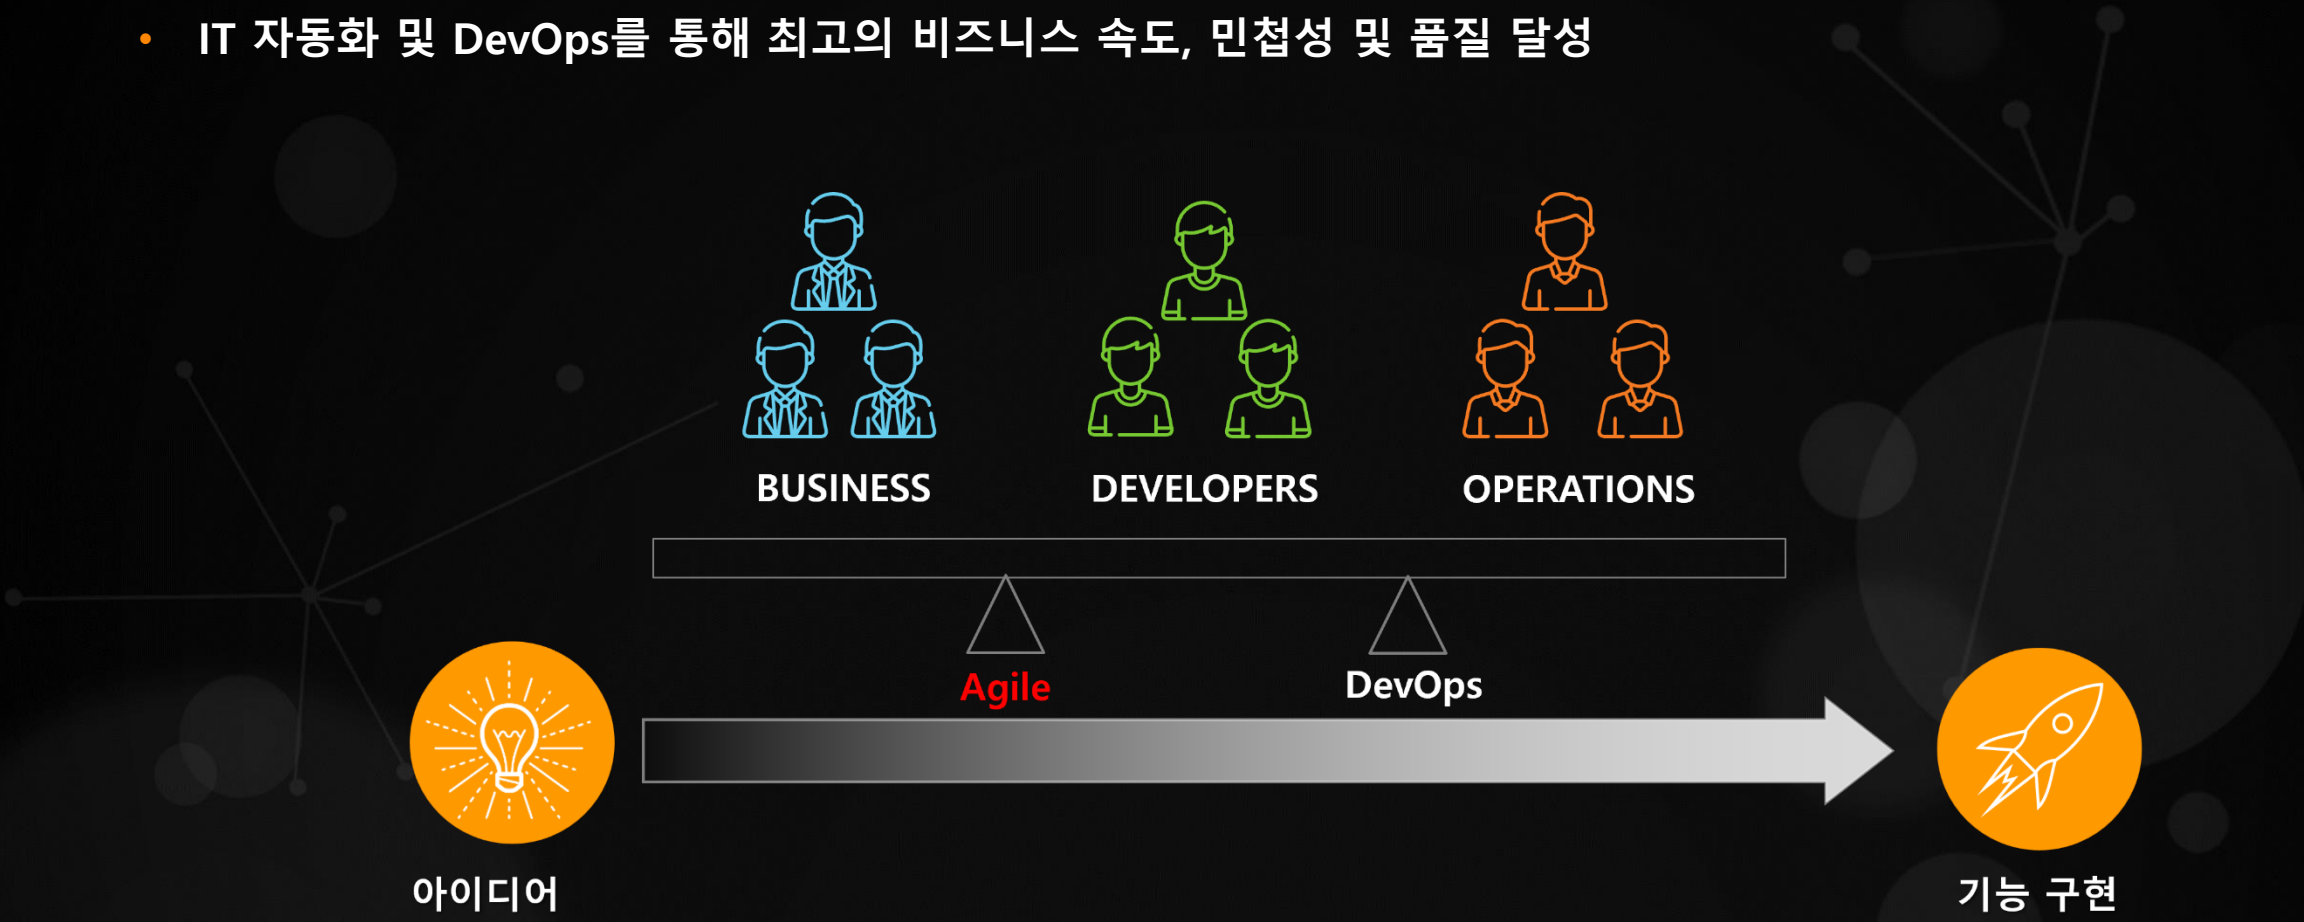 • IT 자동화 및 DevOps를 통해 최고의 비즈니스 속도, 민첩성 및 품질 달성
BUSINESS DEVELOPERS OPERATIONS
Agile DevOps
아이디어 기능 구현